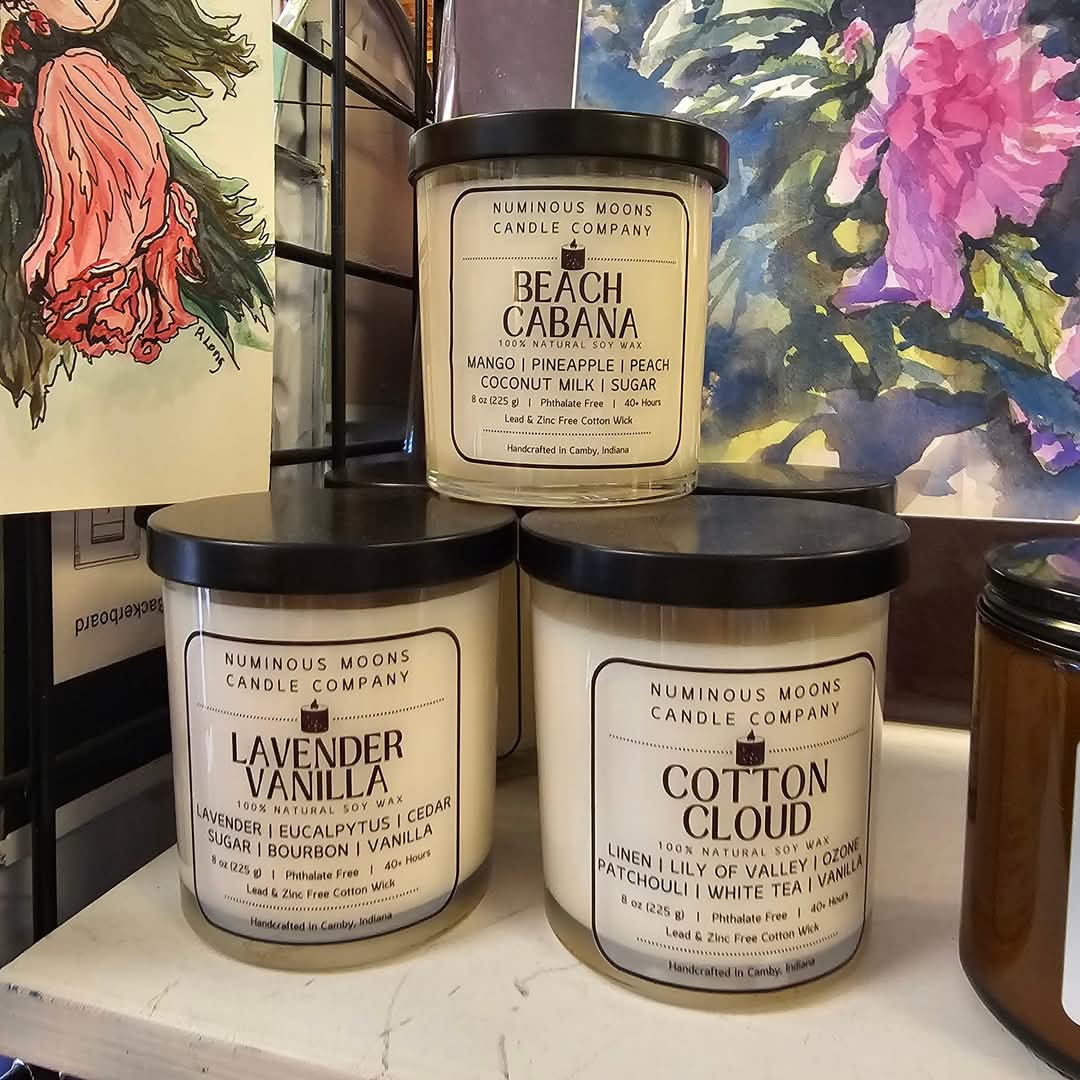 R Long
NUMINOUS MOONS
CANDLE COMPANY
BEACH
CABANA
100% NATURAL SOY WAX
MANGO | PINEAPPLE | PEACH
COCONUT MILK | SUGAR
8 oz (225 g) | Phthalate Free | 40+ Hours
Lead & Zinc Free Cotton Wick
Handcrafted in Camby, Indiana
Backerboard
NUMINOUS MOONS
CANDLE COMPANY
LAVENDER
VANILLA
100% NATURAL SOY WAX
LAVENDER | EUCALPYTUS | CEDAR
SUGAR | BOURBON | VANILLA
8 oz (225 g) | Phthalate Free | 40+ Hours
Lead & Zinc Free Cotton Wick
Handcrafted in Camby, Indiana
NUMINOUS MOONS
CANDLE COMPANY
COTTON
CLOUD
100% NATURAL SOY WAX
LINEN | LILY OF VALLEY | OZONE
PATCHOULI | WHITE TEA | VANILLA
8 oz (225 g) | Phthalate Free | 40+ Hours
Lead & Zinc Free Cotton Wick
Handcrafted in Camby, Indiana